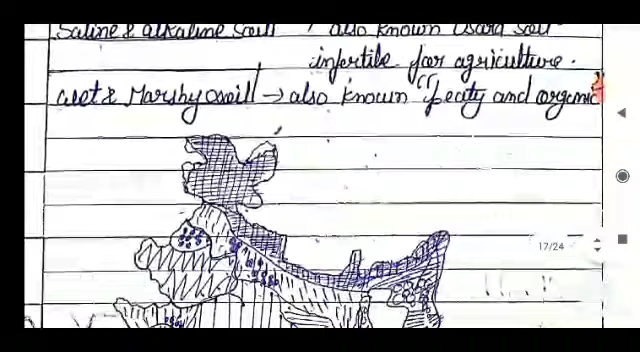 Saline & alkaline soil also known Usara soil
infertile for agriculture.
Wet & Marshy soil → also known "Peaty and organic"
17/24